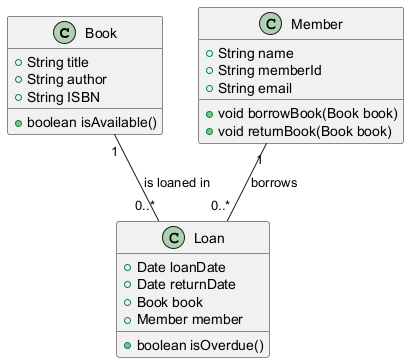 C Book
String title
String author
String ISBN
boolean isAvailable()
C Member
String name
String memberId
String email
void borrowBook(Book book)
void returnBook(Book book)
1
1
is loaned in
borrows
0..*
0..*
C Loan
Date loanDate
Date returnDate
Book book
Member member
boolean isOverdue()